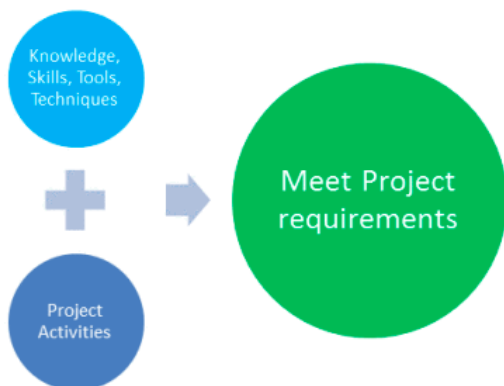 Knowledge,
Skills, Tools,
Techniques
Meet Project
requirements
Project
Activities